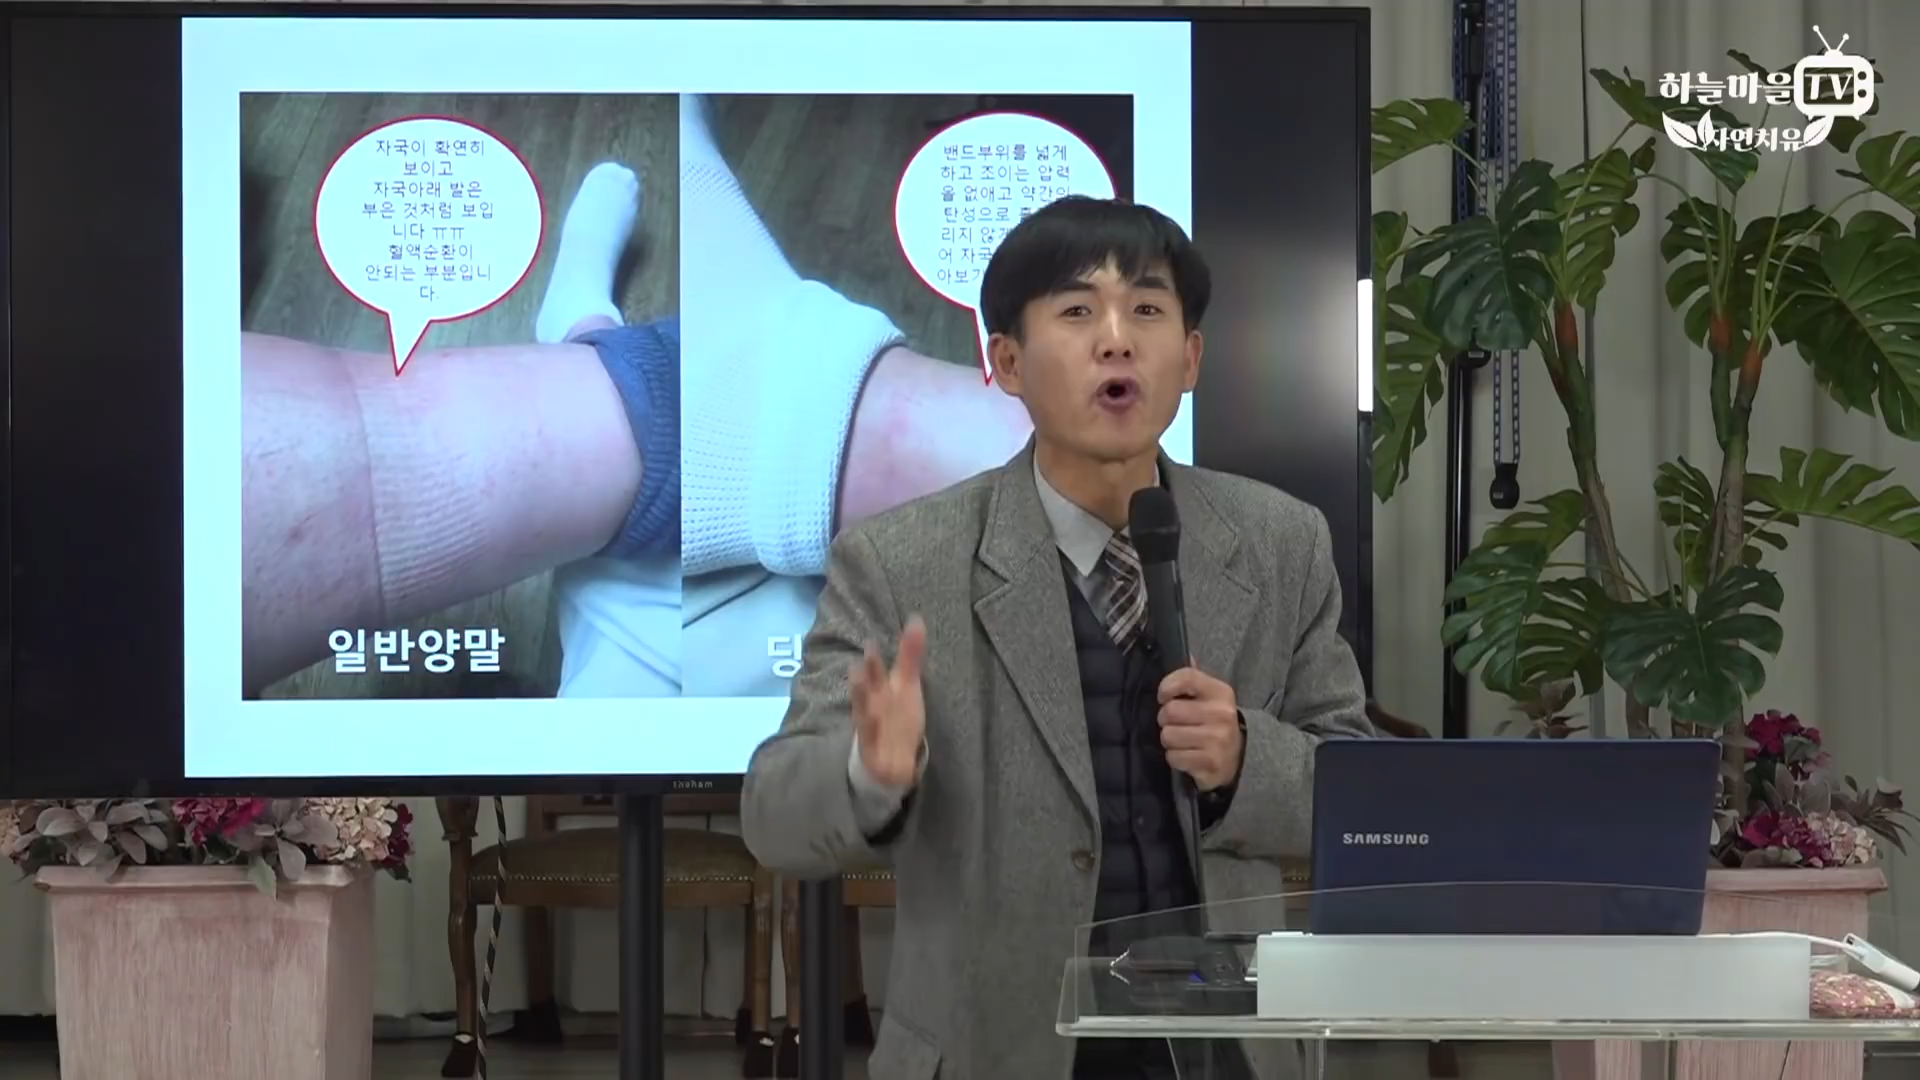 자국이 확연히
보이고
자국아래 발은
부은 것처럼 보입
니다 ㅠㅠ
혈액순환이
안되는 부분입니
다.
밴드부위를 넓게
하고 조이는 압력
을 없애고 약간의
탄성으로
리지 않
어 자국
아보기
일반양말
하늘마을TV
자연치유
SAMSUNG